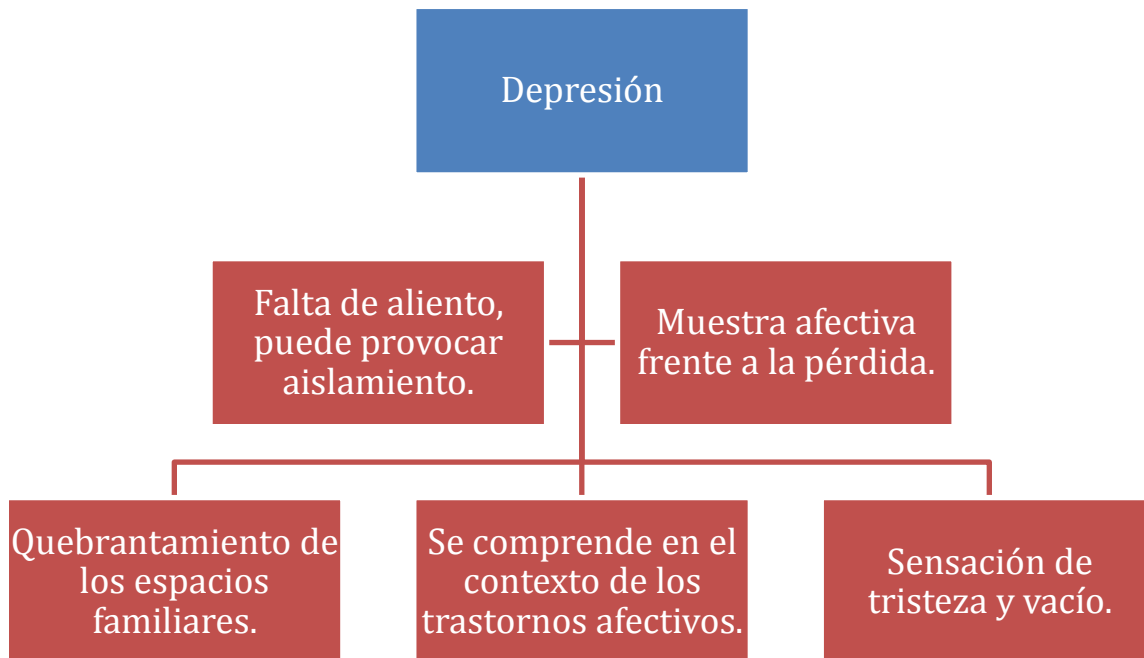 Depresión
Falta de aliento,
puede provocar
aislamiento.
Muestra afectiva
frente a la pérdida.
Quebrantamiento de
los espacios
familiares.
Se comprende en el
contexto de los
trastornos afectivos.
Sensación de
tristeza y vacío.